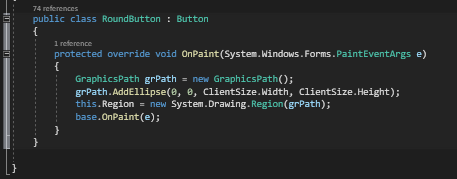 74 references
public class RoundButton : Button
{
1 reference
protected override void OnPaint(System.Windows.Forms.PaintEventArgs e)
{
GraphicsPath grPath = new GraphicsPath();
grPath.AddEllipse(0, 0, ClientSize.Width, ClientSize.Height);
this.Region = new System.Drawing.Region(grPath);
base.OnPaint(e);
}
}
}